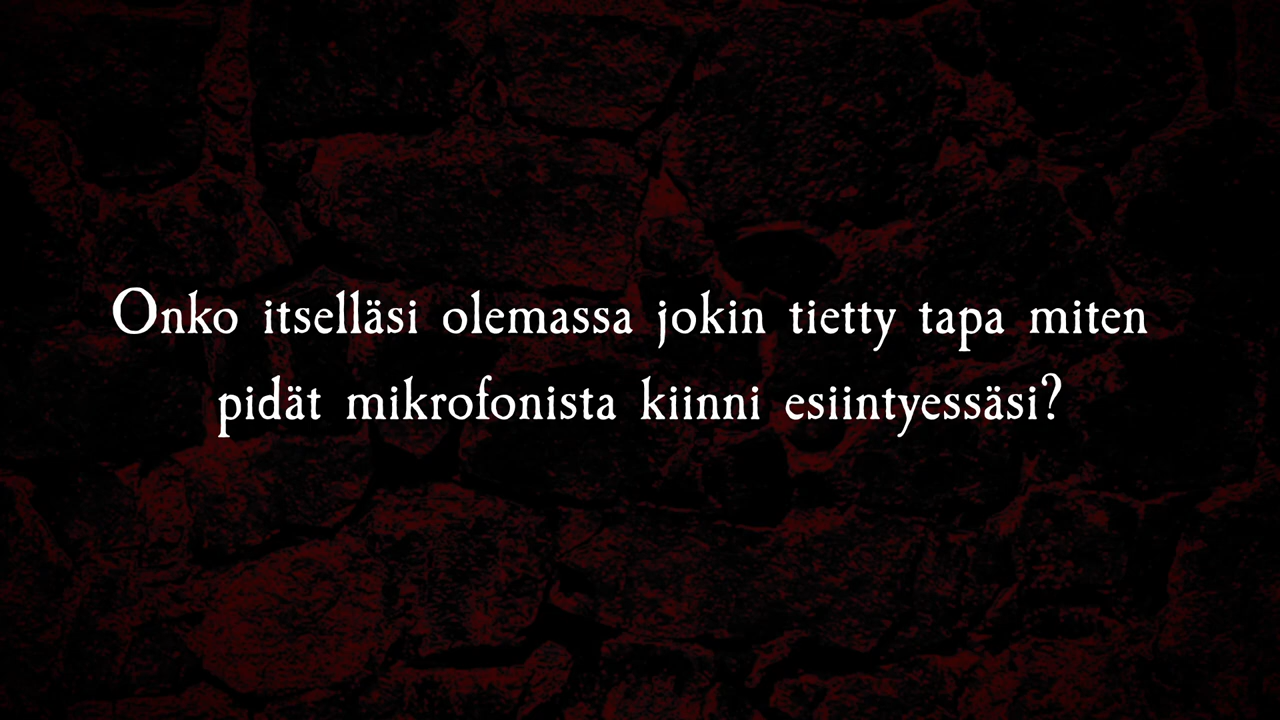 Onko itselläsi olemassa jokin tietty tapa miten
pidät mikrofonista kiinni esiintyessäsi?